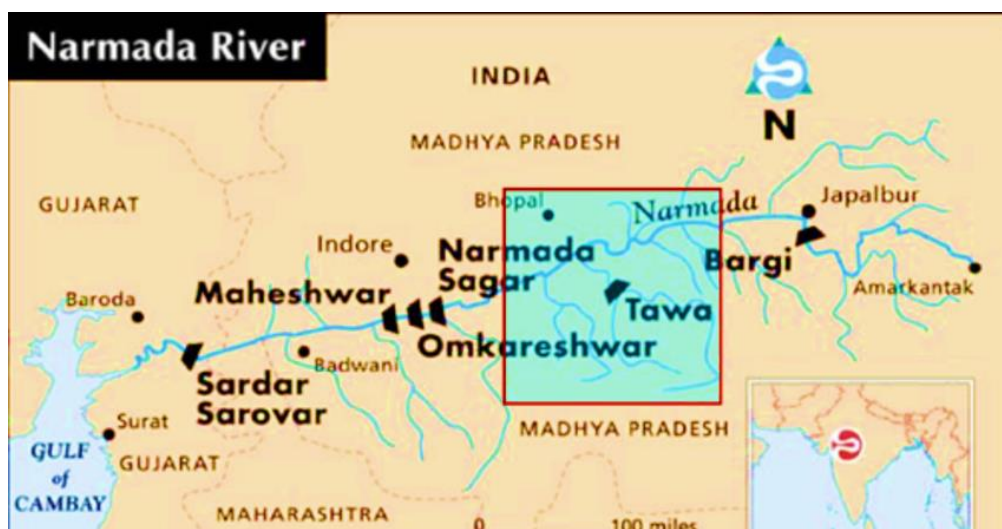 Narmada River
INDIA
N
MADHYA PRADESH
GUJARAT
Bhopal
Narmada
Japalbur
Indore
Narmada
Sagar
Bargi
Amarkantak
Baroda
Maheshwar
Tawa
Omkareshwar
Badwani
Sardar
Sarovar
Surat
MADHYA PRADESH
GULF
of
CAMBAY
GUJARAT
MAHARASHTRA
0
100 miles